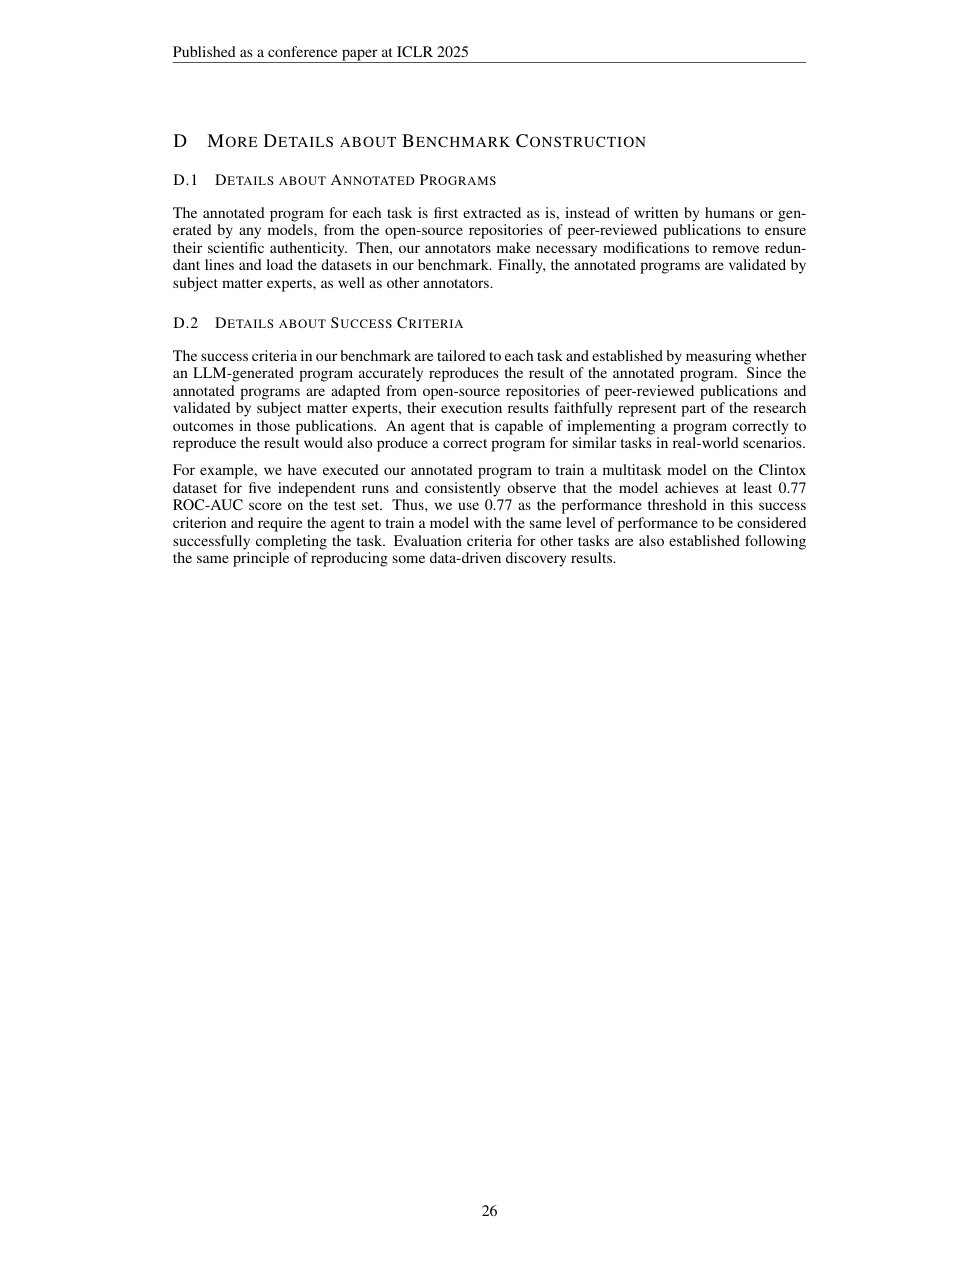 Published as a conference paper at ICLR 2025
D MORE DETAILS ABOUT BENCHMARK CONSTRUCTION
D.1 DETAILS ABOUT ANNOTATED PROGRAMS
The annotated program for each task is first extracted as is, instead of written by humans or gen-
erated by any models, from the open-source repositories of peer-reviewed publications to ensure
their scientific authenticity. Then, our annotators make necessary modifications to remove redun-
dant lines and load the datasets in our benchmark. Finally, the annotated programs are validated by
subject matter experts, as well as other annotators.
D.2 DETAILS ABOUT SUCCESS CRITERIA
The success criteria in our benchmark are tailored to each task and established by measuring whether
an LLM-generated program accurately reproduces the result of the annotated program. Since the
annotated programs are adapted from open-source repositories of peer-reviewed publications and
validated by subject matter experts, their execution results faithfully represent part of the research
outcomes in those publications. An agent that is capable of implementing a program correctly to
reproduce the result would also produce a correct program for similar tasks in real-world scenarios.
For example, we have executed our annotated program to train a multitask model on the Clintox
dataset for five independent runs and consistently observe that the model achieves at least 0.77
ROC-AUC score on the test set. Thus, we use 0.77 as the performance threshold in this success
criterion and require the agent to train a model with the same level of performance to be considered
successfully completing the task. Evaluation criteria for other tasks are also established following
the same principle of reproducing some data-driven discovery results.
26